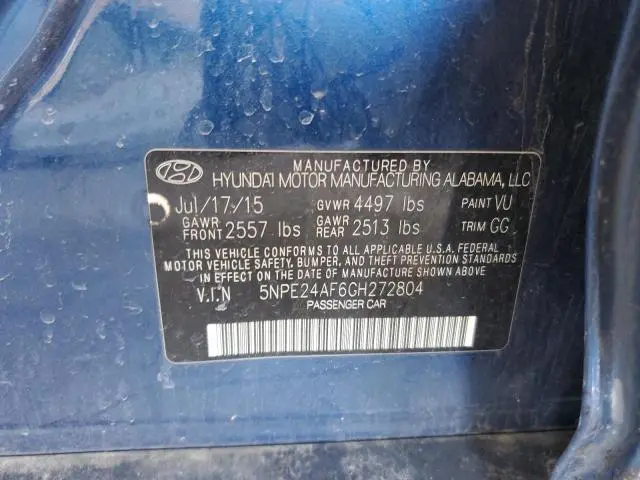 MANUFACTURED BY
HYUNDAI MOTOR MANUFACTURING ALABAMA, LLC
Jul/17/15 GVWR 4497 lbs PAINT VU
GAWR FRONT 2557 lbs GAWR REAR 2513 lbs TRIM GG
THIS VEHICLE CONFORMS TO ALL APPLICABLE U.S.A. FEDERAL
MOTOR VEHICLE SAFETY, BUMPER, AND THEFT PREVENTION STANDARDS
IN EFFECT ON THE DATE OF MANUFACTURE SHOWN ABOVE.
V.I.N 5NPE24AF6GH272804
PASSENGER CAR